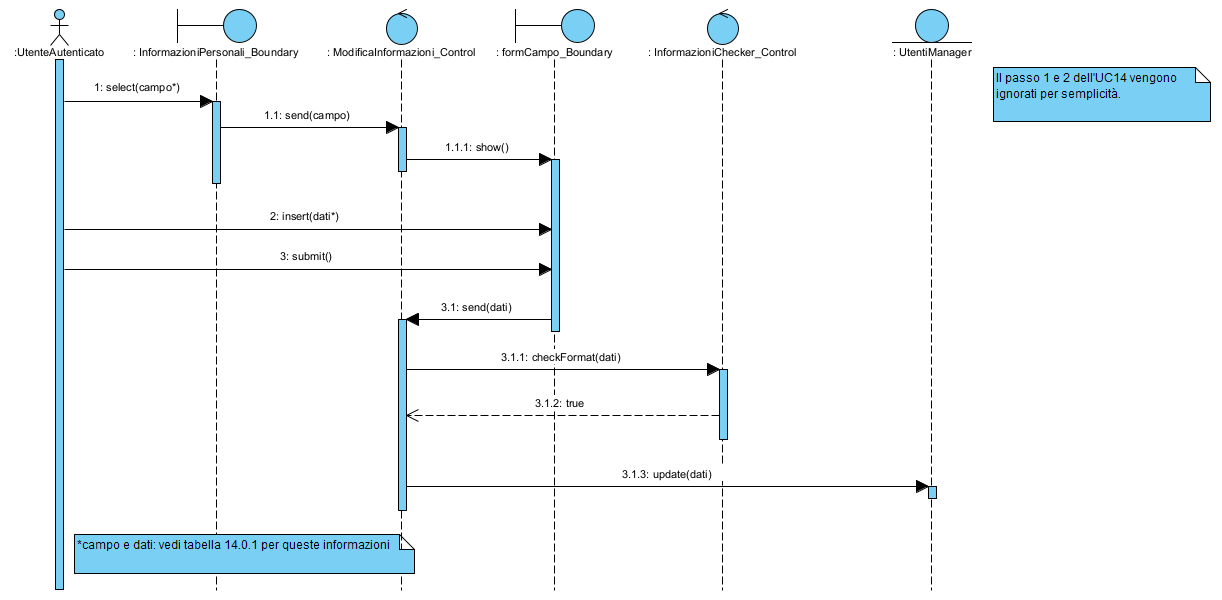 :UtenteAutenticato
: InformazioniPersonali_Boundary
: ModificaInformazioni_Control
: formCampo_Boundary
: InformazioniChecker_Control
: UtentiManager
Il passo 1 e 2 dell'UC14 vengono
ignorati per semplicità.
1: select(campo*)
1.1: send(campo)
1.1.1: show()
2: insert(dati*)
3: submit()
3.1: send(dati)
3.1.1: checkFormat(dati)
3.1.2: true
3.1.3: update(dati)
*campo e dati: vedi tabella 14.0.1 per queste informazioni